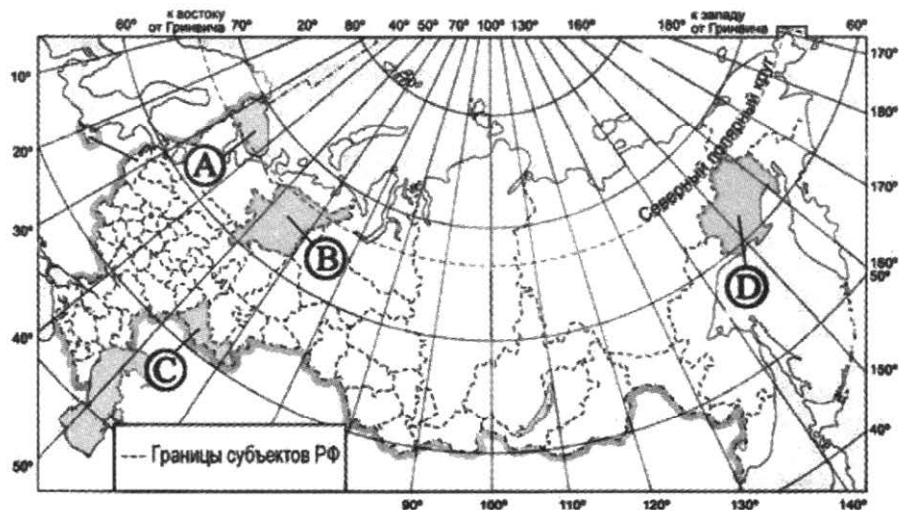 к востоку
от Гринвича
к западу
от Гринвича
60° 70° 20° 80° 40° 50° 70° 100° 130° 160° 180° 60°
10°
20°
30°
40°
50°
170°
180°
170°
160°
50°
150°
40°
Северный полярный круг
A
B
C
D
Границы субъектов РФ
90° 100° 110° 120° 130° 140°